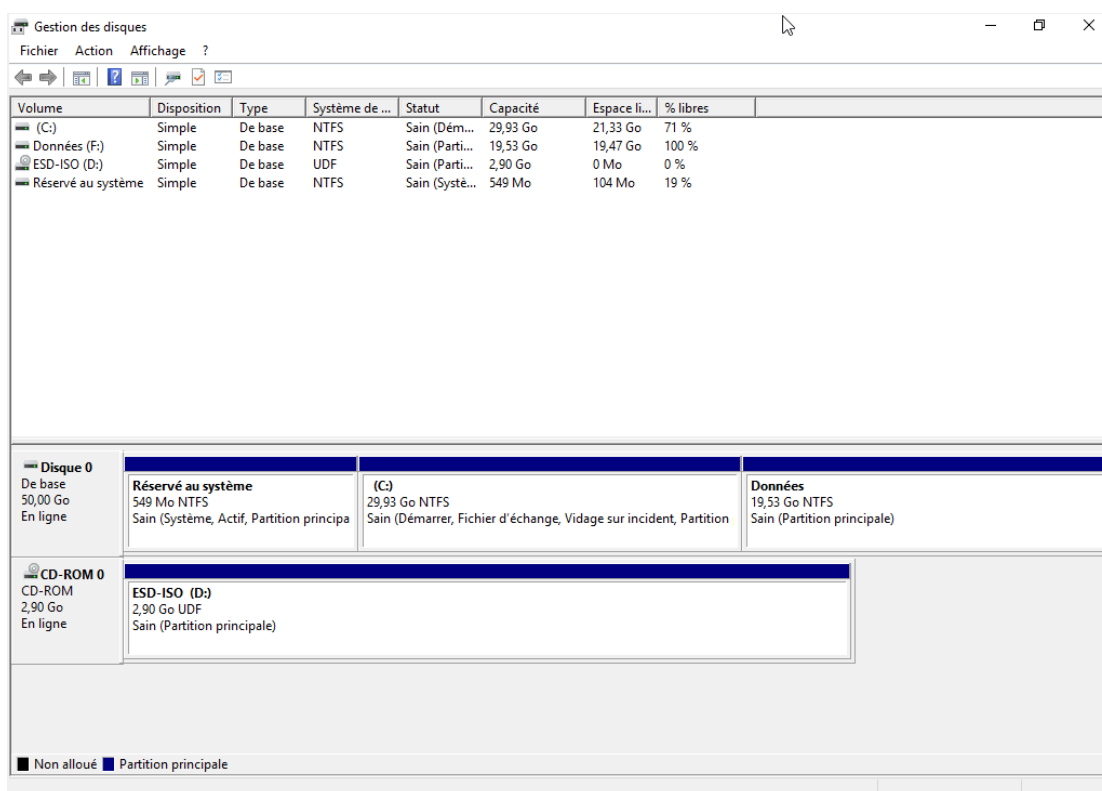 Gestion des disques
Fichier Action Affichage ?
Volume Disposition Type Système de ... Statut Capacité Espace li... % libres
(C:) Simple De base NTFS Sain (Dém... 29,93 Go 21,33 Go 71 %
Données (F:) Simple De base NTFS Sain (Parti... 19,53 Go 19,47 Go 100 %
ESD-ISO (D:) Simple De base UDF Sain (Parti... 2,90 Go 0 Mo 0 %
Réservé au système Simple De base NTFS Sain (Systè... 549 Mo 104 Mo 19 %
Disque 0
De base
50,00 Go
En ligne
Réservé au système
549 Mo NTFS
Sain (Système, Actif, Partition principa
(C:)
29,93 Go NTFS
Sain (Démarrer, Fichier d'échange, Vidage sur incident, Partition
Données
19,53 Go NTFS
Sain (Partition principale)
CD-ROM 0
CD-ROM
2,90 Go
En ligne
ESD-ISO (D:)
2,90 Go UDF
Sain (Partition principale)
Non alloué Partition principale